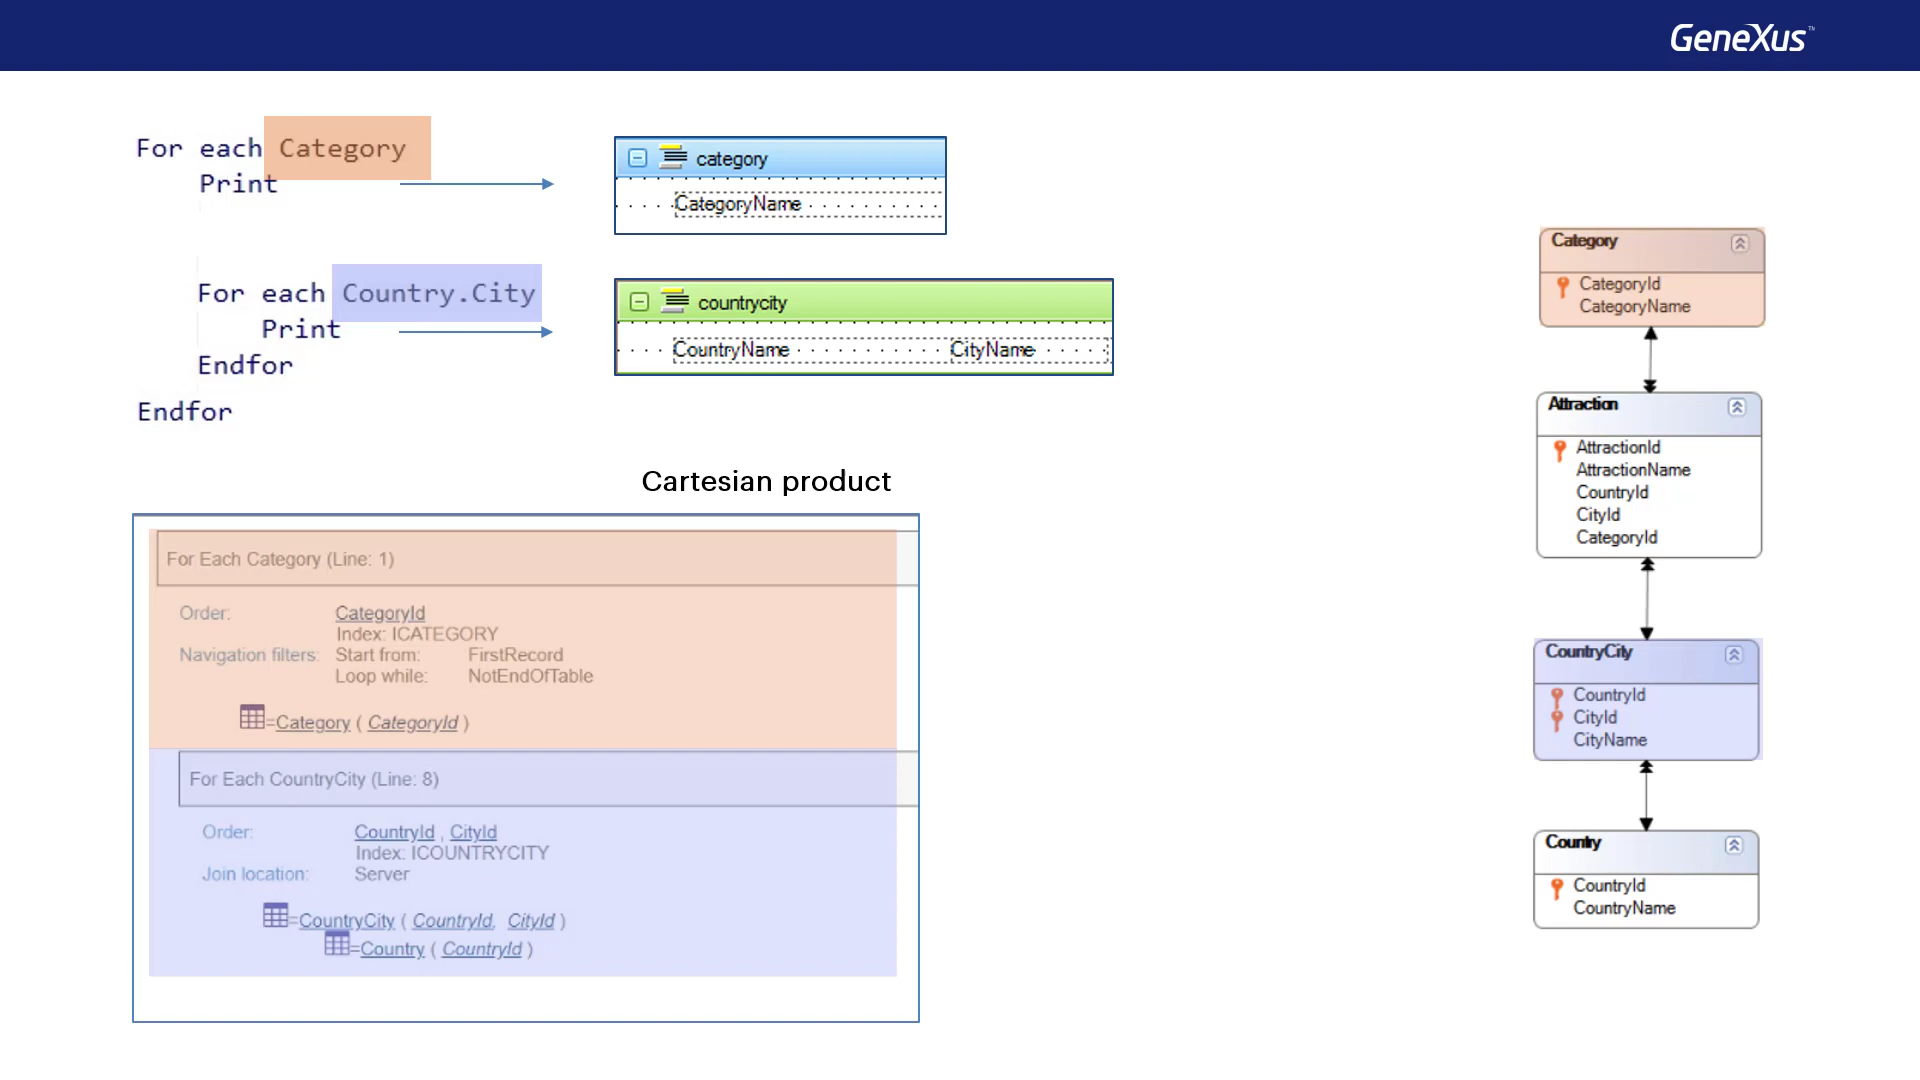 GeneXus™
For each Category
Print
category
CategoryName
For each Country.City
Print
Endfor
Endfor
countrycity
CountryName CityName
Cartesian product
For Each Category (Line: 1)
Order: CategoryId
Index: ICATEGORY
Navigation filters: Start from: FirstRecord
Loop while: NotEndOfTable
=Category ( CategoryId )
For Each CountryCity (Line: 8)
Order: CountryId , CityId
Index: ICOUNTRYCITY
Join location: Server
=CountryCity ( CountryId, CityId )
=Country ( CountryId )
Category
CategoryId
CategoryName
Attraction
AttractionId
AttractionName
CountryId
CityId
CategoryId
CountryCity
CountryId
CityId
CityName
Country
CountryId
CountryName